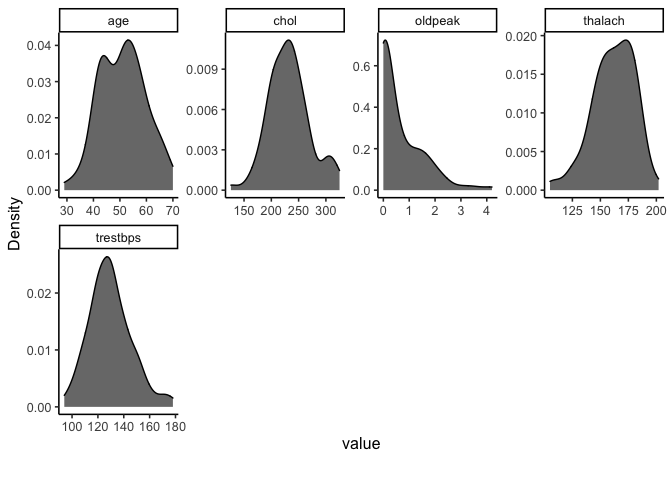 age
chol
oldpeak
thalach
0.04
0.03
0.02
0.01
0.00
30 40 50 60 70
0.009
0.006
0.003
0.000
150 200 250 300
0.6
0.4
0.2
0.0
0 1 2 3 4
0.020
0.015
0.010
0.005
0.000
125 150 175 200
Density
trestbps
0.02
0.01
0.00
100 120 140 160 180
value